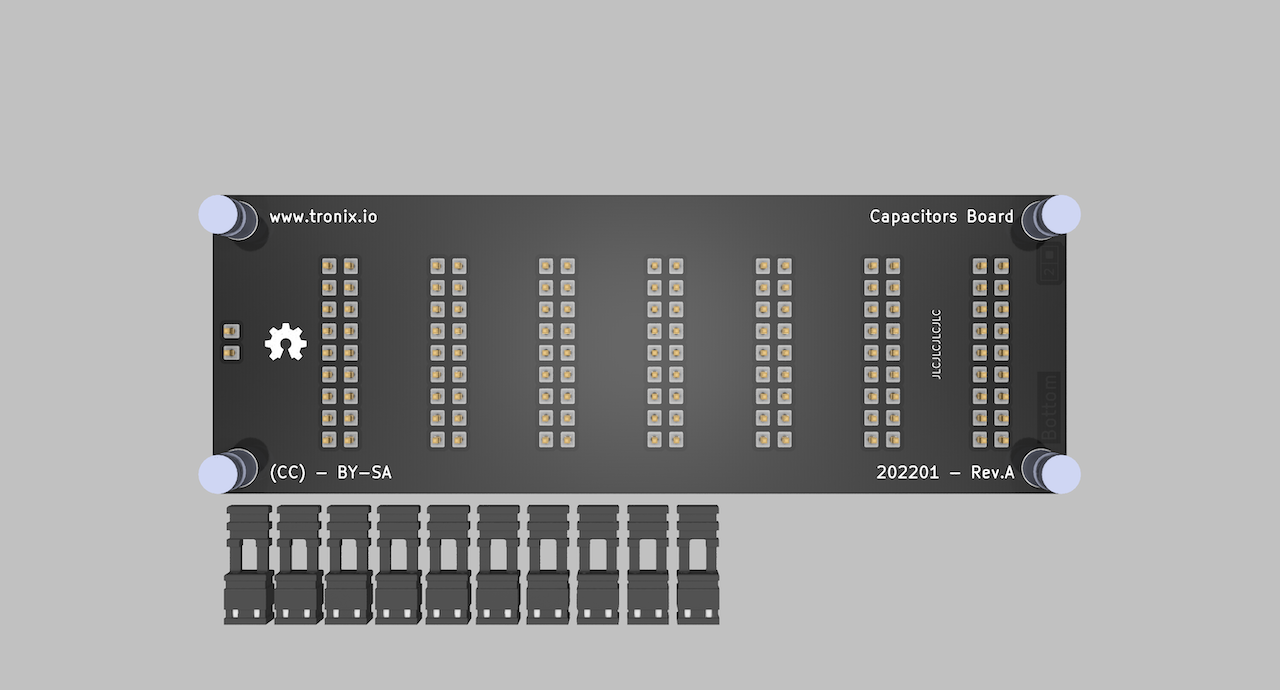 www.tronix.io
Capacitors Board
JLCJLCJLCJLC
Bottom
(CC) – BY–SA
202201 – Rev.A